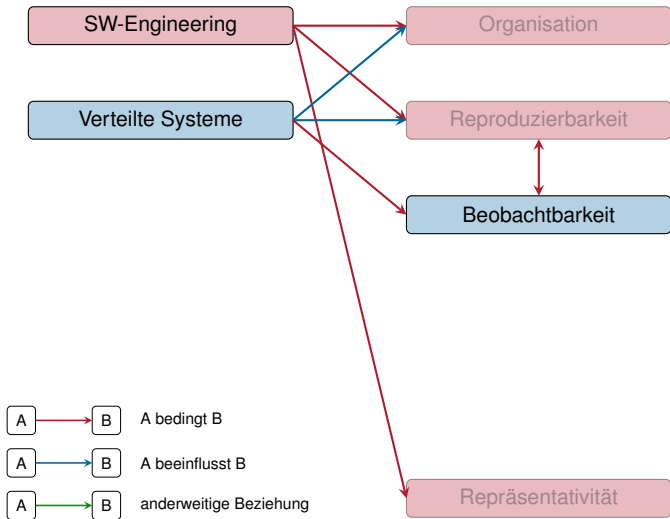 SW-Engineering
Organisation
Verteilte Systeme
Reproduzierbarkeit
Beobachtbarkeit
A B A bedingt B
A B A beeinflusst B
A B anderweitige Beziehung
Repräsentativität